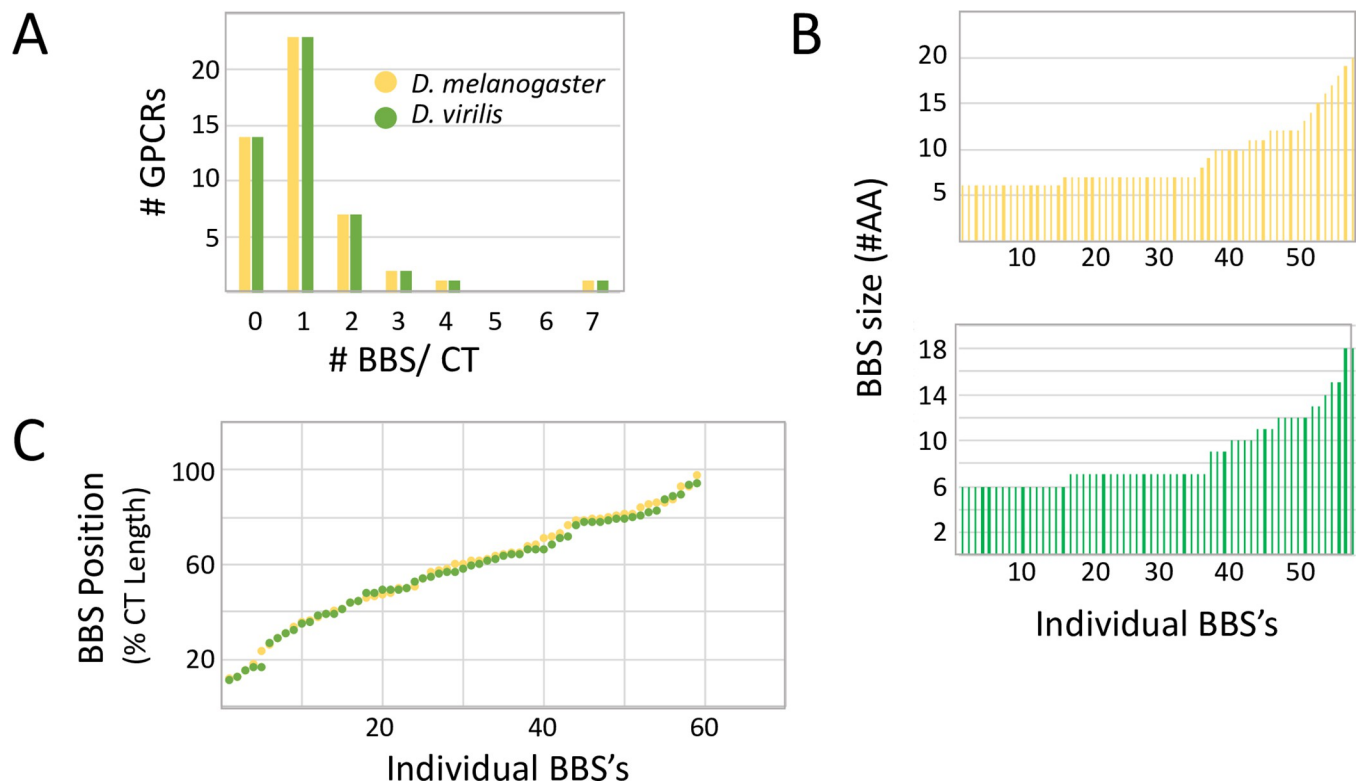 A
# GPCRs
20
15
10
5
D. melanogaster
D. virilis
0 1 2 3 4 5 6 7
# BBS/ CT
B
BBS size (#AA)
20
15
10
5
10 20 30 40 50
18
14
10
6
2
10 20 30 40 50
Individual BBS's
C
BBS Position
(% CT Length)
100
60
20
20 40 60
Individual BBS's